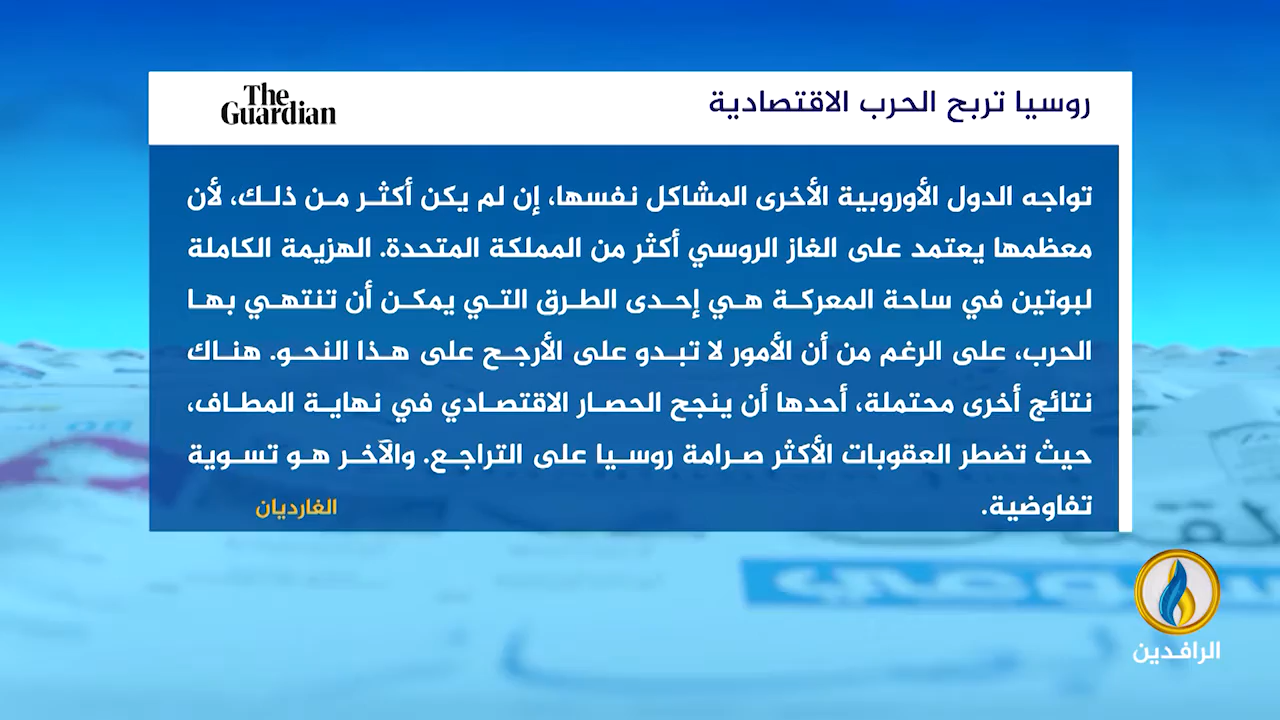 روسيا تربح الحرب الاقتصادية
The
Guardian
تواجه الدول الأوروبية الأخرى المشاكل نفسها، إن لم يكن أكثر من ذلك، لأن
معظمها يعتمد على الغاز الروسي أكثر من المملكة المتحدة. الهزيمة الكاملة
لبوتين في ساحة المعركة هي إحدى الطرق التي يمكن أن تنتهي بها
الحرب، على الرغم من أن الأمور لا تبدو على الأرجح على هذا النحو. هناك
نتائج أخرى محتملة، أحدها أن ينجح الحصار الاقتصادي في نهاية المطاف،
حيث تضطر العقوبات الأكثر صرامة روسيا على التراجع. والآخر هو تسوية
تفاوضية.
الغارديان
الرافدين